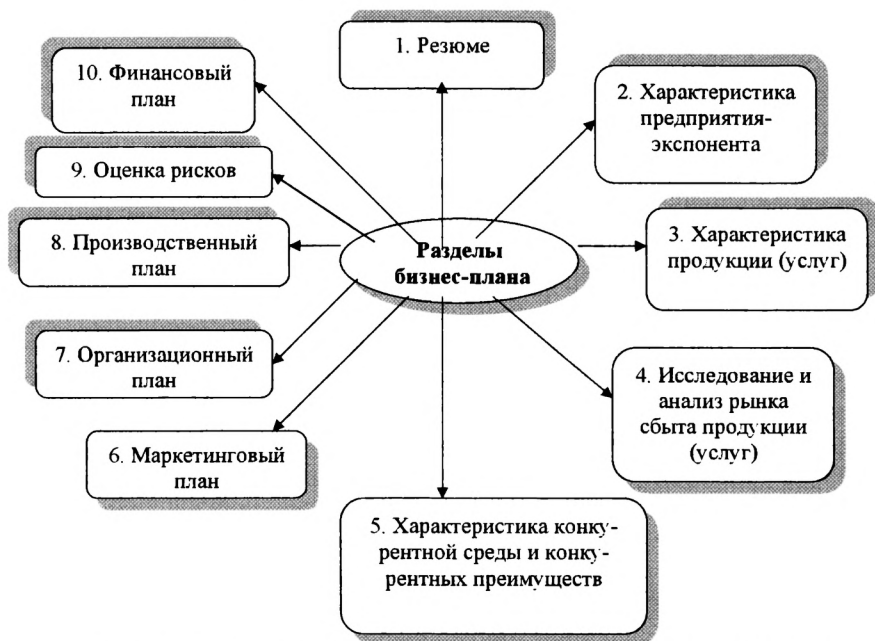 1. Резюме
2. Характеристика
предприятия-
экспонента
3. Характеристика
продукции (услуг)
4. Исследование и
анализ рынка
сбыта продукции
(услуг)
5. Характеристика конку-
рентной среды и конку-
рентных преимуществ
6. Маркетинговый
план
7. Организационный
план
8. Производственный
план
9. Оценка рисков
10. Финансовый
план
Разделы
бизнес-плана